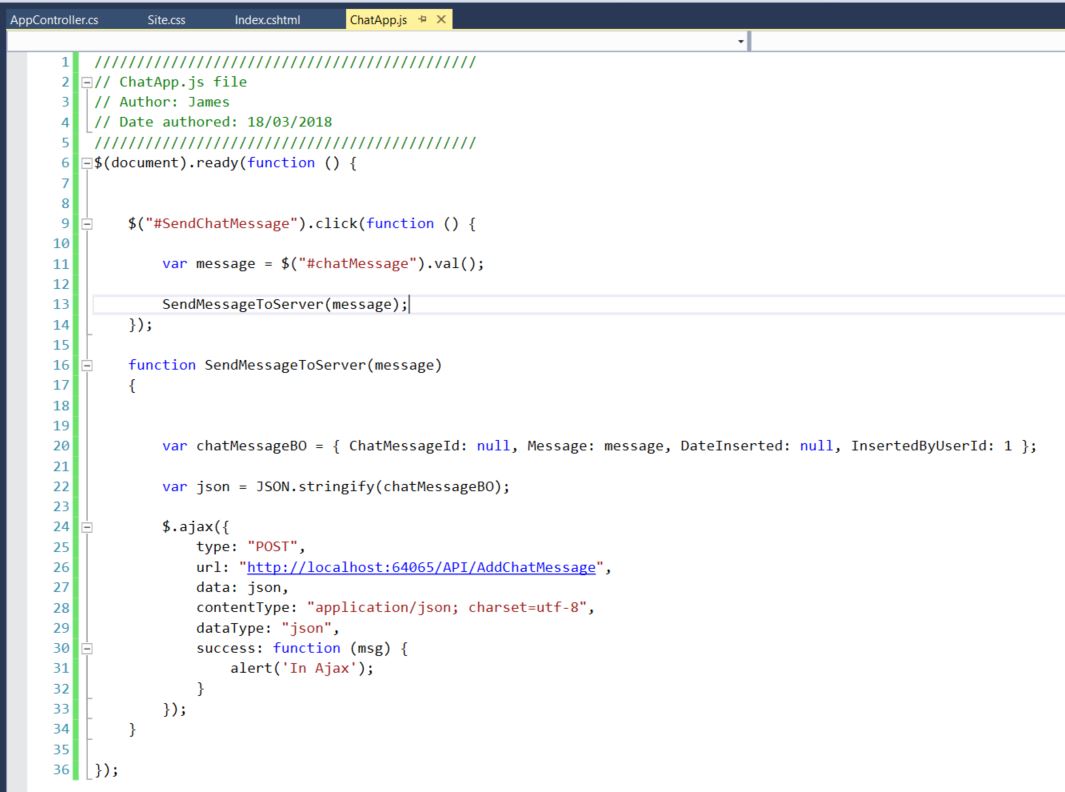 AppController.cs Site.css Index.cshtml ChatApp.js
1 /////////////////////////////////////////////
2 // ChatApp.js file
3 // Author: James
4 // Date authored: 18/03/2018
5 /////////////////////////////////////////////
6 $(document).ready(function () {
7
8
9 $("#SendChatMessage").click(function () {
10
11 var message = $("#chatMessage").val();
12
13 SendMessageToServer(message);
14 });
15
16 function SendMessageToServer(message)
17 {
18
19
20 var chatMessageBO = { ChatMessageId: null, Message: message, DateInserted: null, InsertedByUserId: 1 };
21
22 var json = JSON.stringify(chatMessageBO);
23
24 $.ajax({
25 type: "POST",
26 url: "http://localhost:64065/API/AddChatMessage",
27 data: json,
28 contentType: "application/json; charset=utf-8",
29 dataType: "json",
30 success: function (msg) {
31 alert('In Ajax');
32 }
33 });
34 }
35
36 });